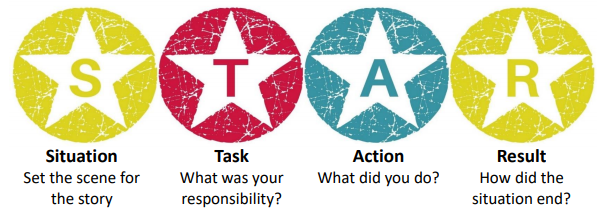 S T A R
Situation Task Action Result
Set the scene for What was your What did you do? How did the
the story responsibility? situation end?